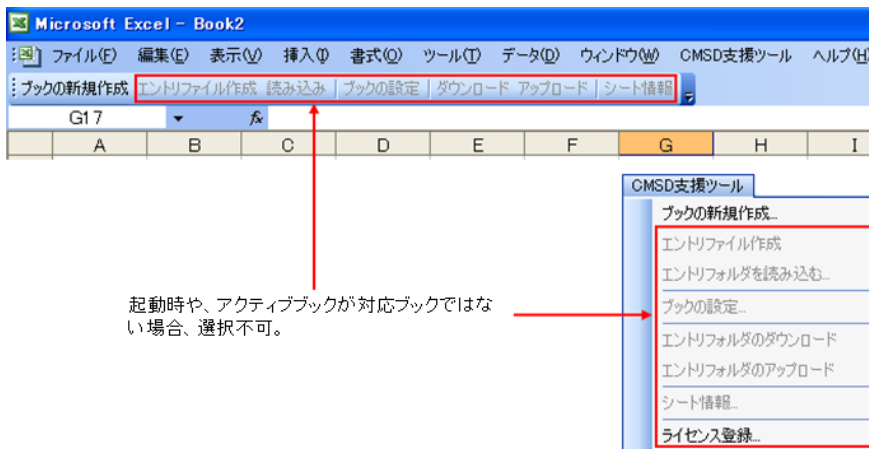 Microsoft Excel - Book2
ファイル(F) 編集(E) 表示(V) 挿入(I) 書式(O) ツール(T) データ(D) ウィンドウ(W) CMSD支援ツール ヘルプ(H
ブックの新規作成 エントリファイル作成 読み込み ブックの設定 ダウンロード アップロード シート情報
G17 fx
A B C D E F G H I
CMSD支援ツール
ブックの新規作成...
エントリファイル作成
エントリフォルダを読み込む...
ブックの設定...
エントリフォルダのダウンロード
エントリフォルダのアップロード
シート情報...
ライセンス登録...
起動時や、アクティブブックが対応ブックではな
い場合、選択不可。